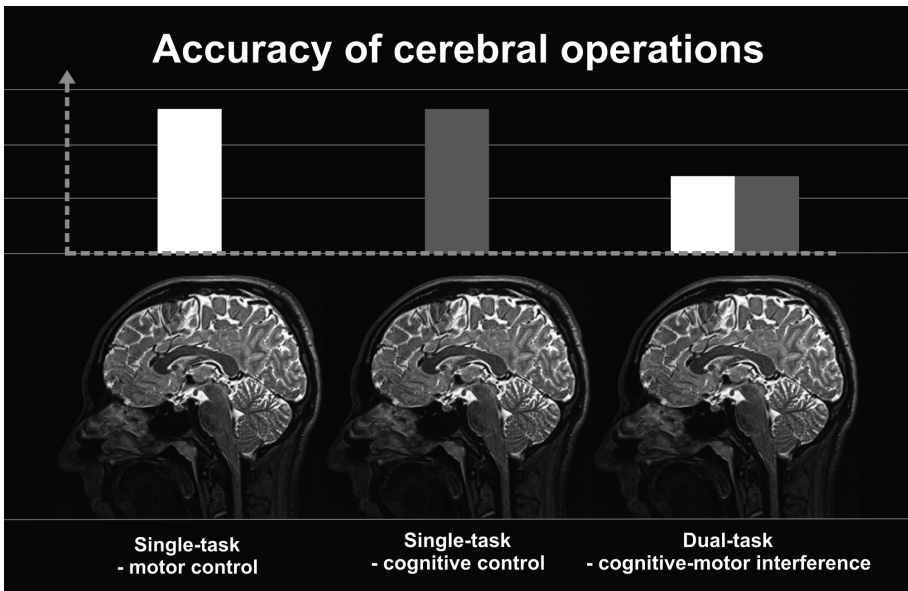 Accuracy of cerebral operations
Single-task
- motor control
Single-task
- cognitive control
Dual-task
- cognitive-motor interference